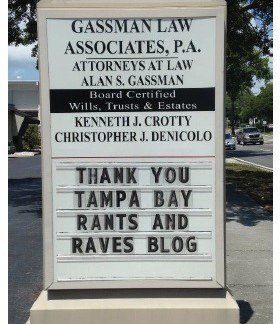 GASSMAN LAW
ASSOCIATES, P.A.
ATTORNEYS AT LAW
ALAN S. GASSMAN
Board Certified
Wills, Trusts & Estates
KENNETH J. CROTTY
CHRISTOPHER J. DENICOLO
THANK YOU
TAMPA BAY
RANTS AND
RAVES BLOG